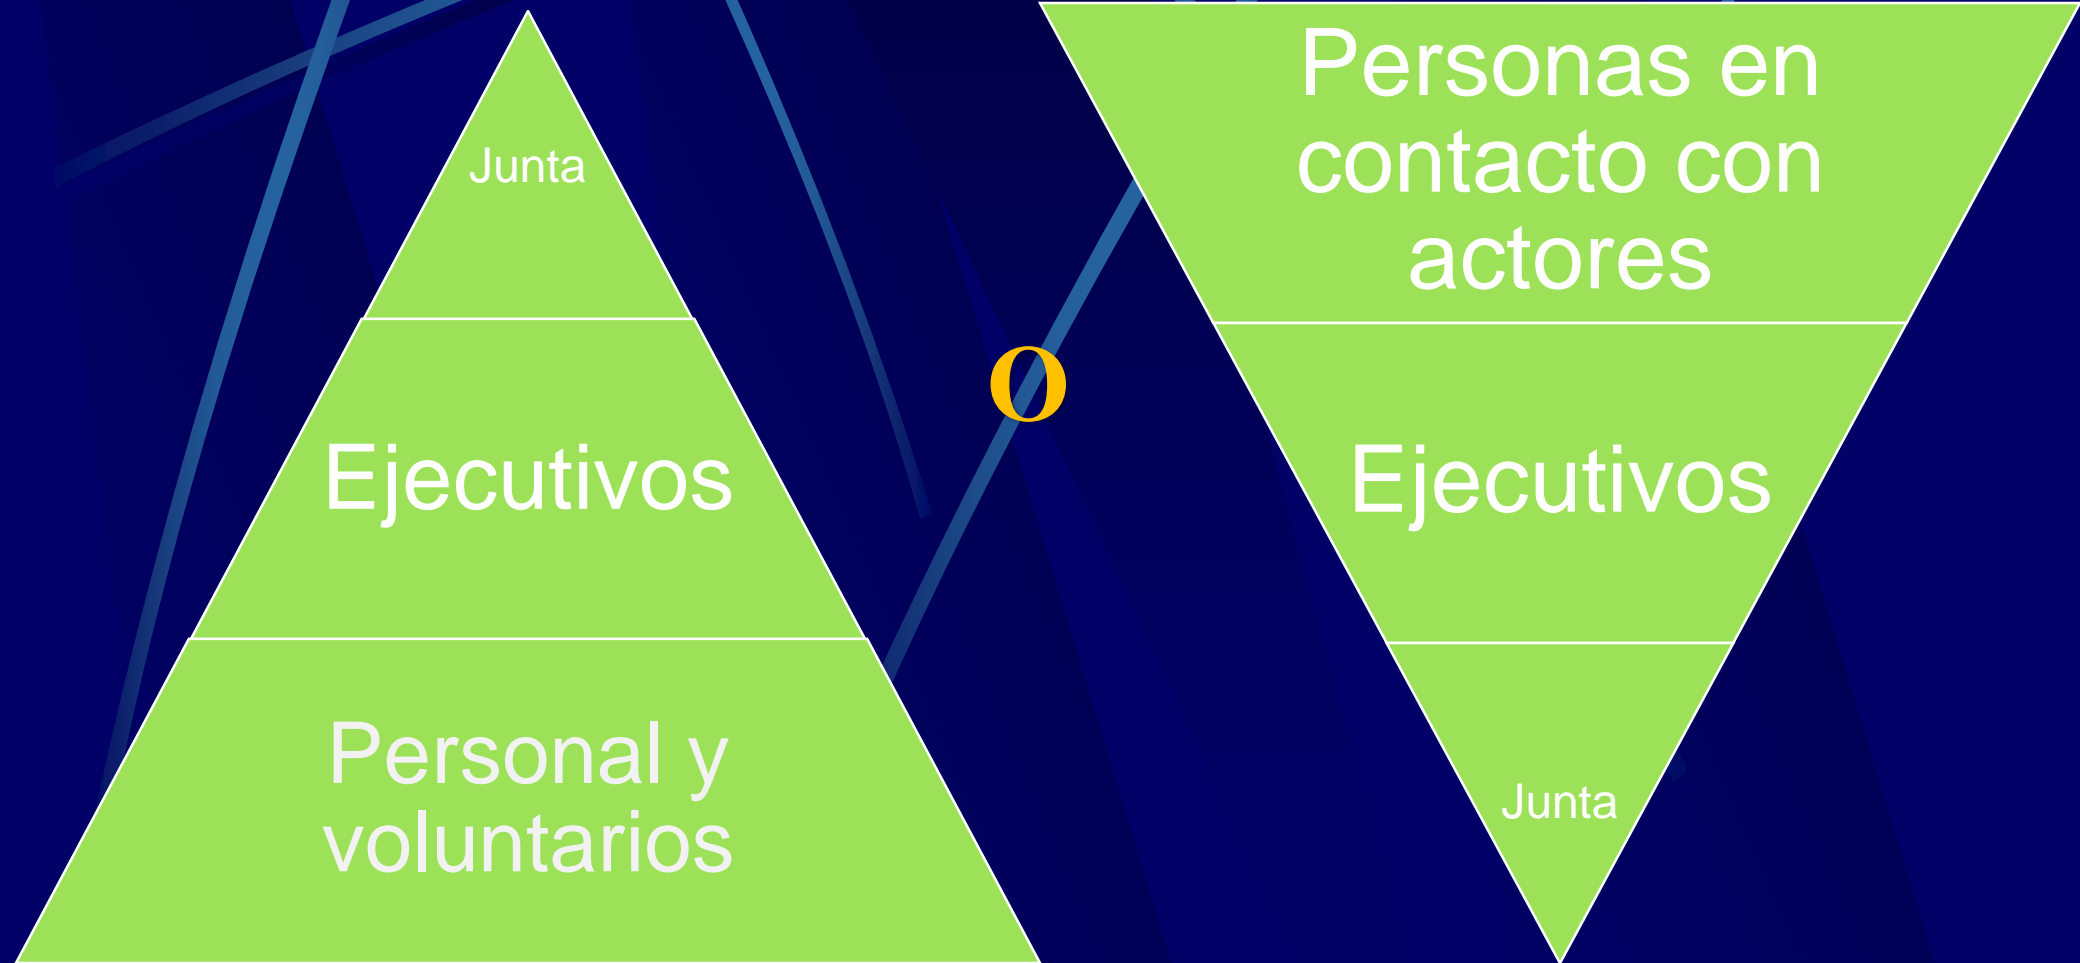 Junta
Ejecutivos
Personal y
voluntarios
o
Personas en
contacto con
actores
Ejecutivos
Junta